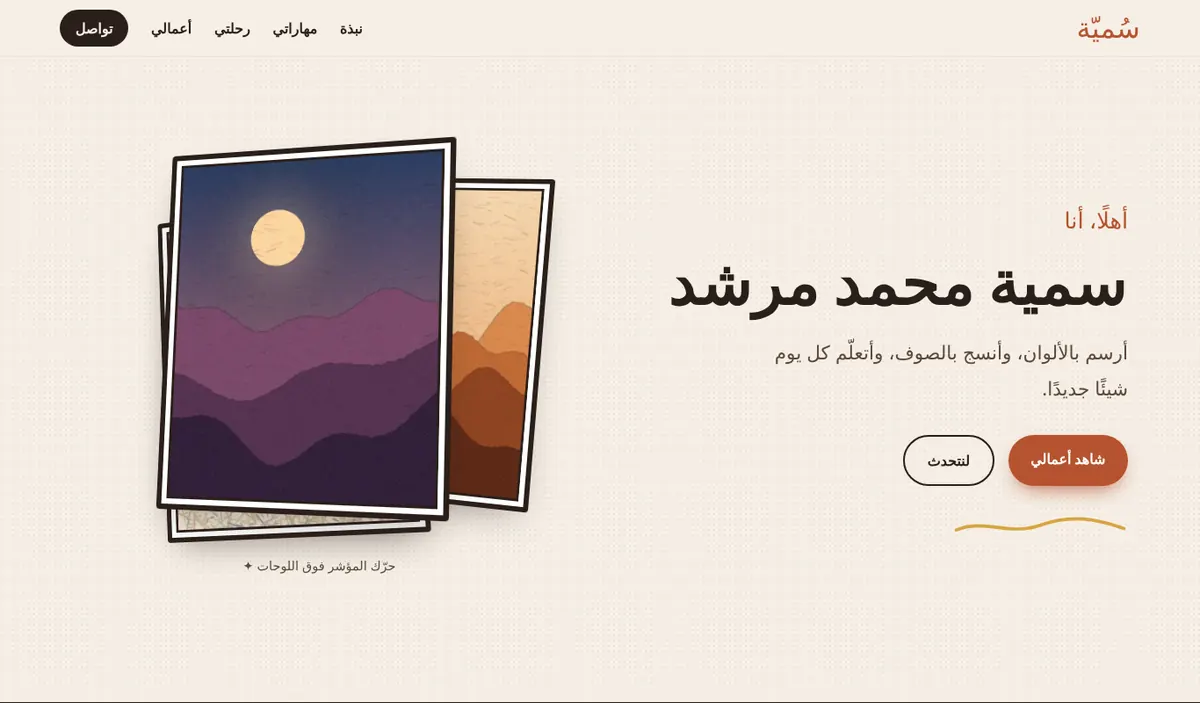 سُميّة
نبذة
مهاراتي
رحلتي
أعمالي
تواصل
أهلًا، أنا
سمية محمد مرشد
أرسم بالألوان، وأنسج بالصوف، وأتعلّم كل يوم
شيئًا جديدًا.
شاهد أعمالي
لنتحدث
حرّك المؤشر فوق اللوحات ✦